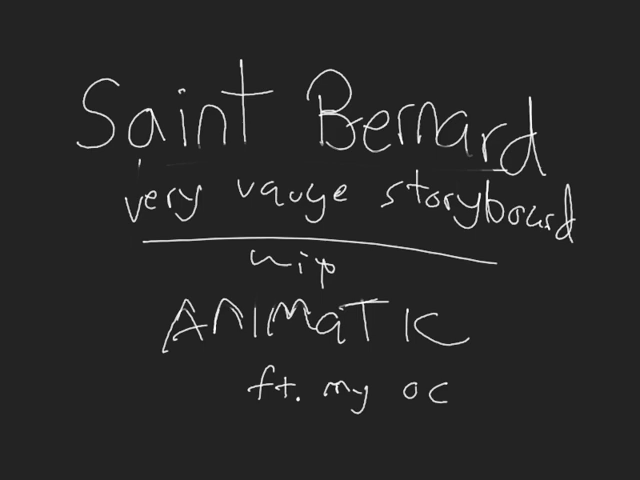 Saint Bernard
very vauge storyboard
wip
ANIMaTIC
ft. my oc